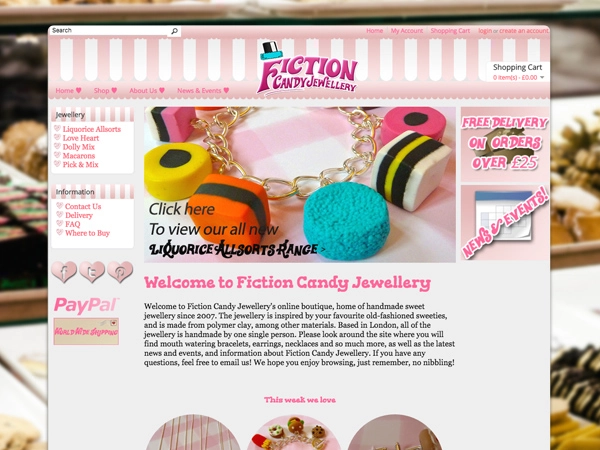 Search
Home | My Account | Shopping Cart login or create an account.
FICTION
CANDY JEWELLERY
Shopping Cart
0 item(s) - £0.00
Home Shop About Us News & Events
Jewellery
Liquorice Allsorts
Love Heart
Dolly Mix
Macarons
Pick & Mix
Information
Contact Us
Delivery
FAQ
Where to Buy
f t P
PayPal
WORLD WIDE SHIPPING
Click here
To view our all new
LIQUORICE ALLSORTS RANGE >
FREE DELIVERY
ON ORDERS
OVER £25
NEWS & EVENTS!
Welcome to Fiction Candy Jewellery
Welcome to Fiction Candy Jewellery's online boutique, home of handmade sweet
jewellery since 2007. The jewellery is inspired by your favourite old-fashioned sweeties,
and is made from polymer clay, among other materials. Based in London, all of the
jewellery is handmade by one single person. Please look around the site where you will
find mouth watering bracelets, earrings, necklaces and so much more, as well as the latest
news and events, and information about Fiction Candy Jewellery. If you have any
questions, feel free to email us! We hope you enjoy browsing, just remember, no nibbling!
This week we love